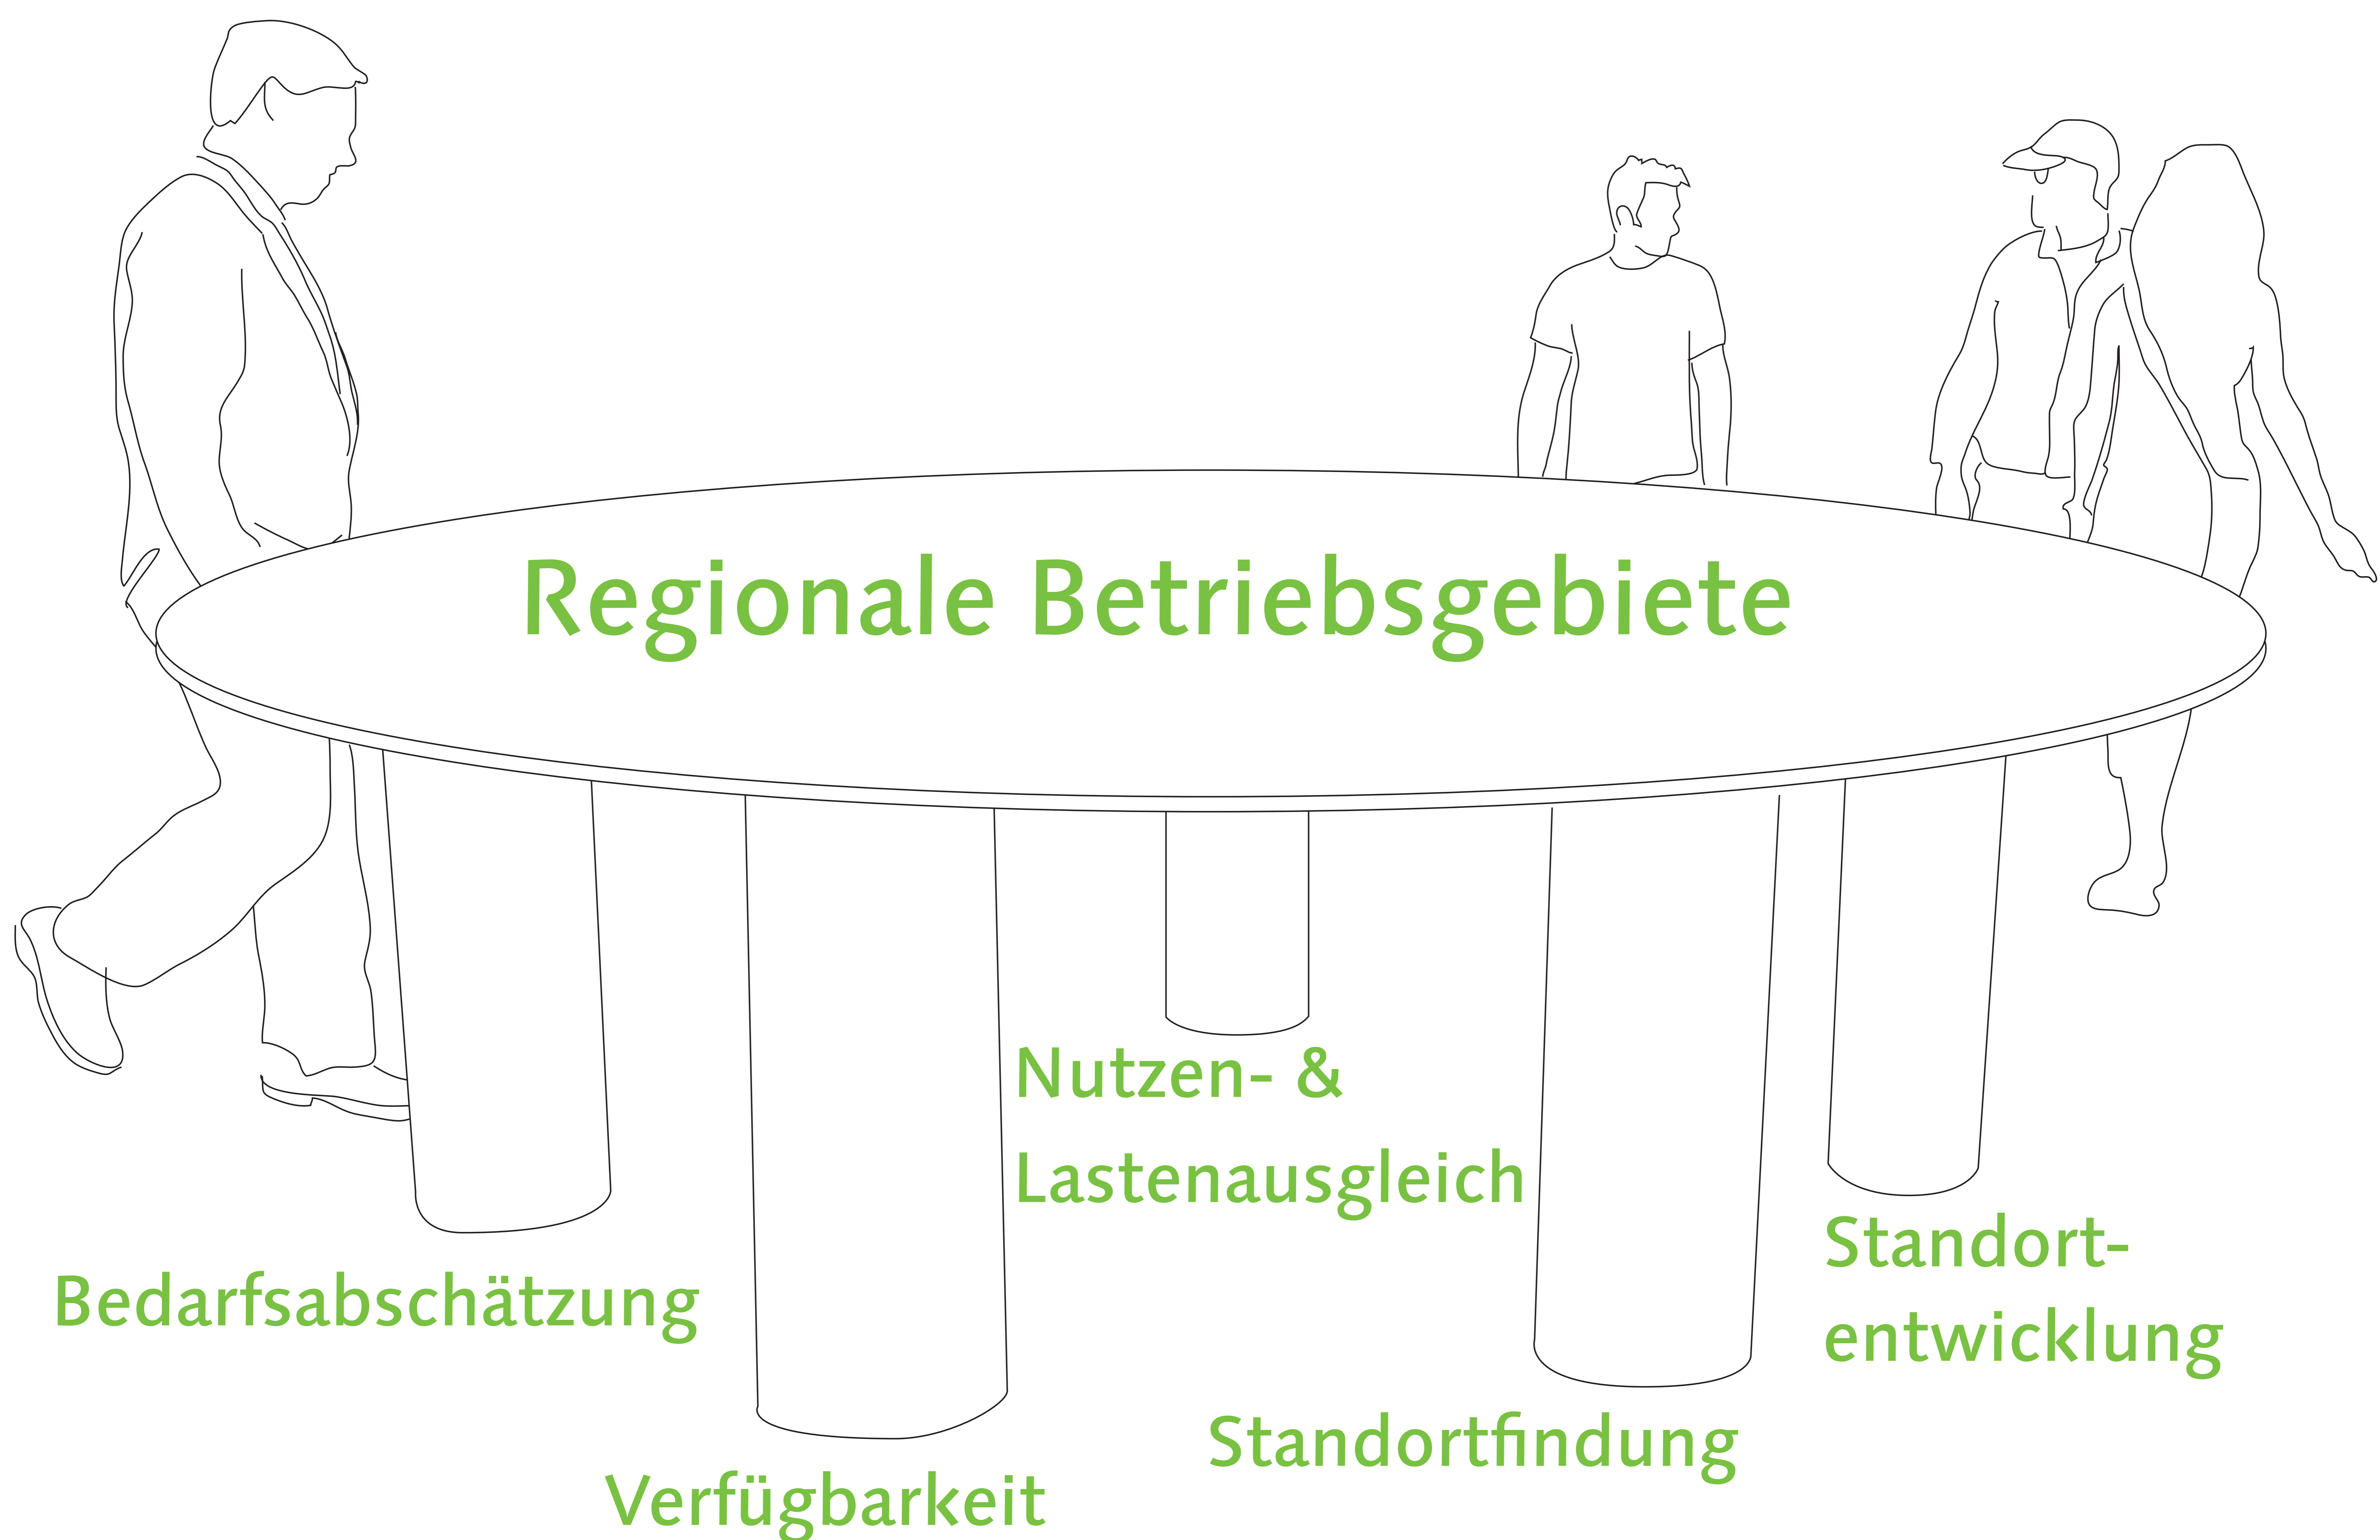 Regionale Betriebsgebiete
Nutzen- &
Lastenausgleich
Standort-
entwicklung
Bedarfsabschätzung
Standortfindung
Verfügbarkeit